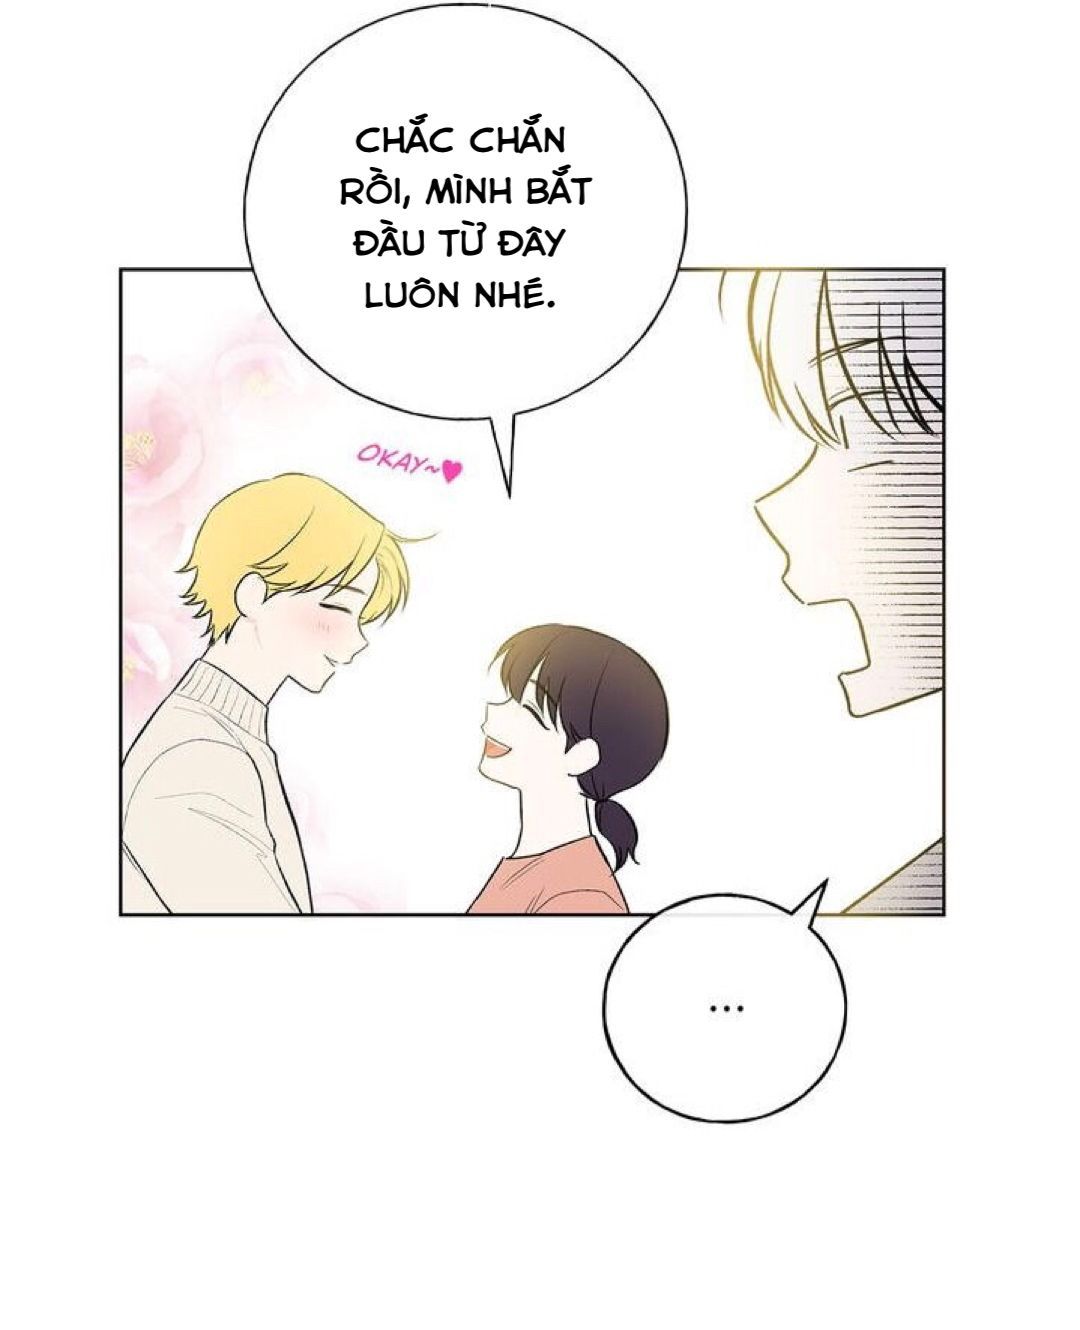 CHẮC CHẮN
RỒI, MÌNH BẮT
ĐẦU TỪ ĐÂY
LUÔN NHÉ.
OKAY~♥
...